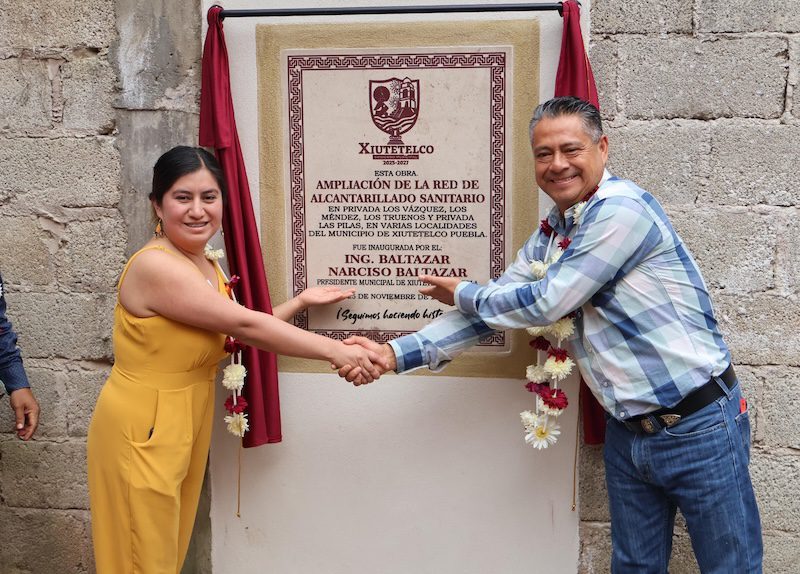 XIUTETELCO
2025-2027
ESTA OBRA.
AMPLIACIÓN DE LA RED DE
ALCANTARILLADO SANITARIO
EN PRIVADA LOS VÁZQUEZ, LOS
MÉNDEZ, LOS TRUENOS Y PRIVADA
LAS PILAS, EN VARIAS LOCALIDADES
DEL MUNICIPIO DE XIUTETELCO PUEBLA.
FUE INAUGURADA POR EL:
ING. BALTAZAR
NARCISO BALTAZAR
PRESIDENTE MUNICIPAL DE
DE NOVIEMBRE DE
¡Seguimos haciendo